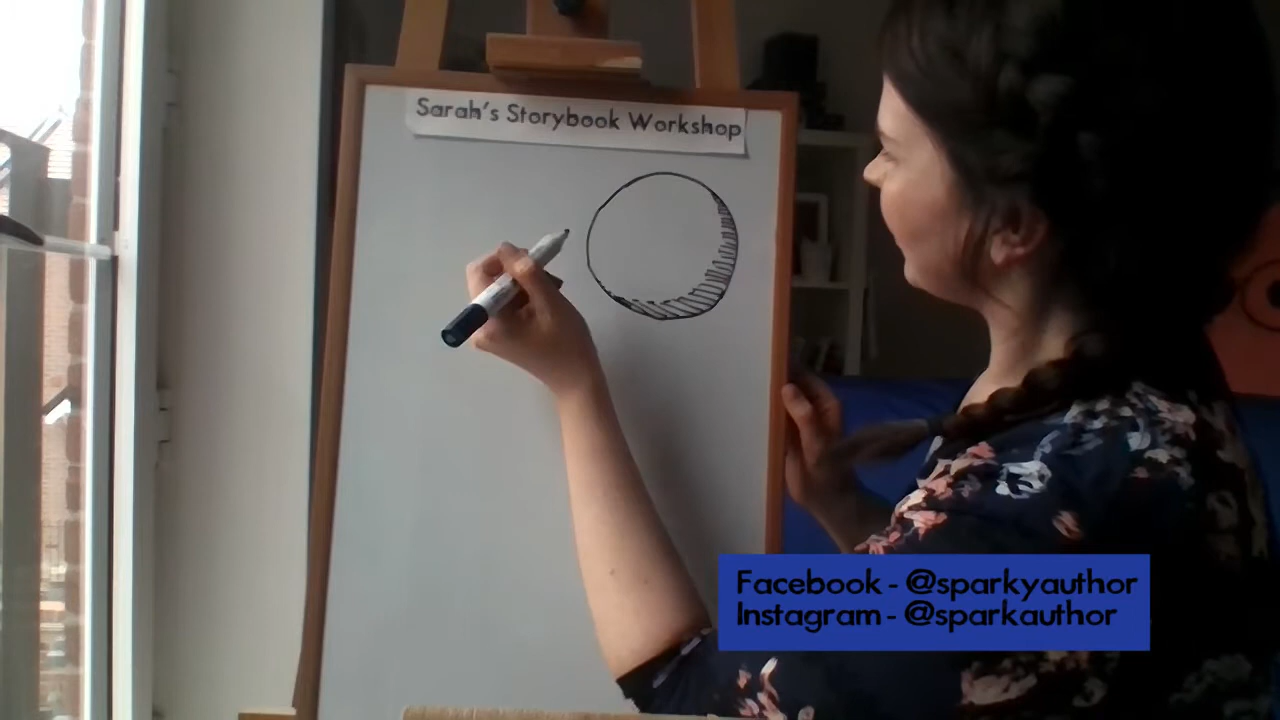 Sarah's Storybook Workshop
Facebook - @sparkyauthor
Instagram - @sparkauthor